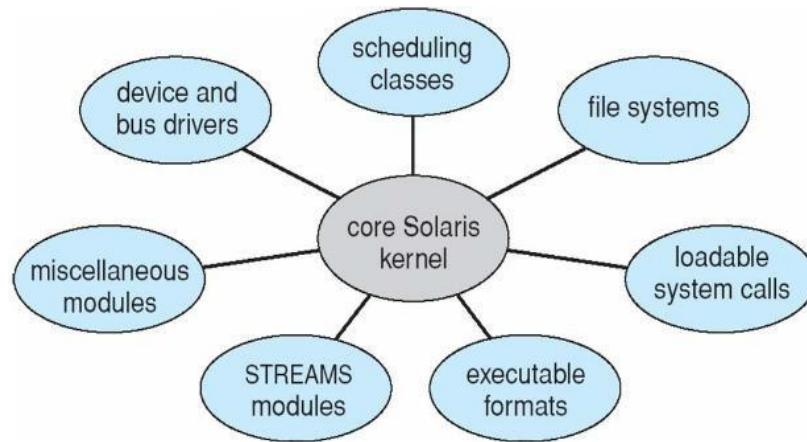 scheduling
classes
device and
bus drivers
file systems
core Solaris
kernel
miscellaneous
modules
loadable
system calls
STREAMS
modules
executable
formats